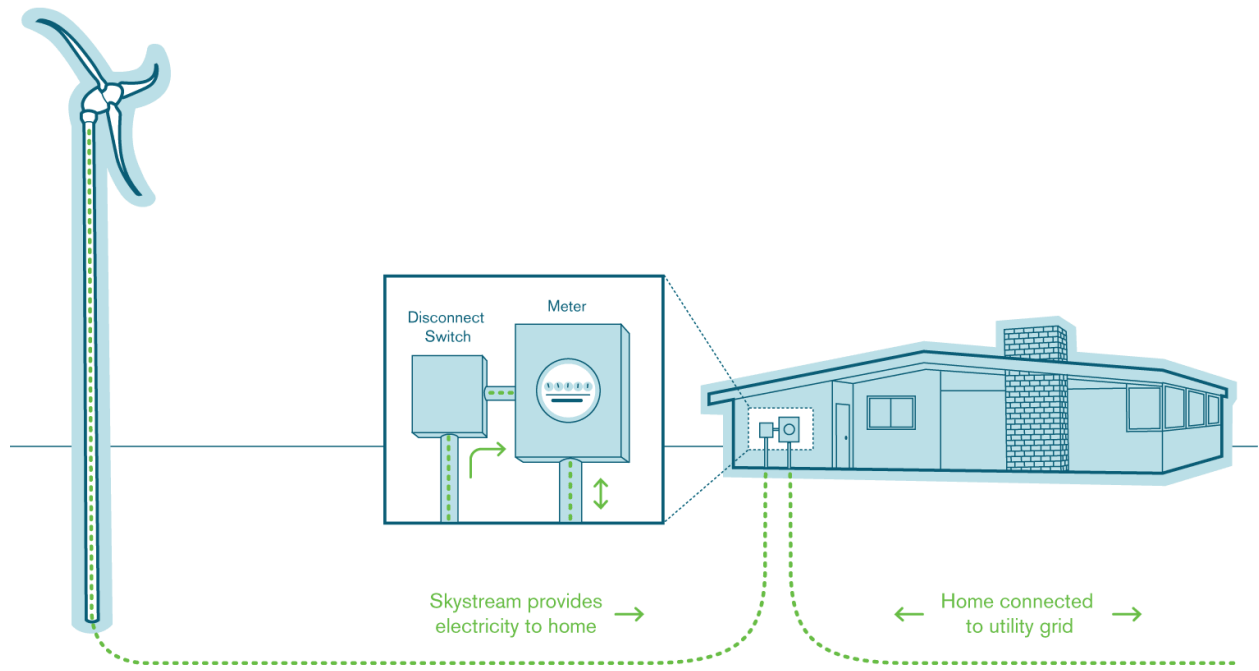 Disconnect
Switch
Meter
Skystream provides
electricity to home
Home connected
to utility grid